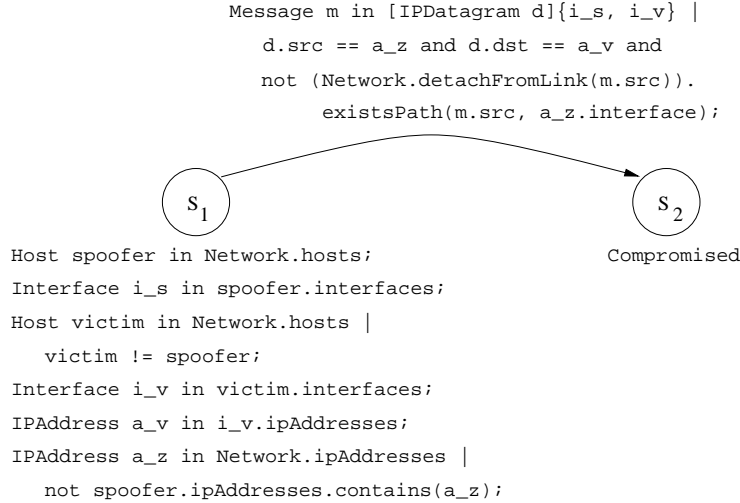 Message m in [IPDatagram d]{i_s, i_v} |
d.src == a_z and d.dst == a_v and
not (Network.detachFromLink(m.src)).
existsPath(m.src, a_z.interface);
S1
S2
Host spoofer in Network.hosts;
Compromised
Interface i_s in spoofer.interfaces;
Host victim in Network.hosts |
victim != spoofer;
Interface i_v in victim.interfaces;
IPAddress a_v in i_v.ipAddresses;
IPAddress a_z in Network.ipAddresses |
not spoofer.ipAddresses.contains(a_z);